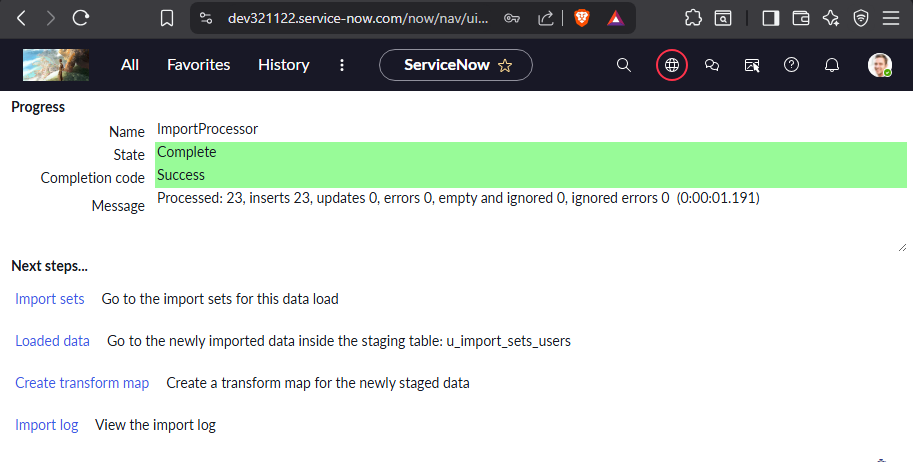 dev321122.service-now.com/now/nav/ui...
All Favorites History ServiceNow
Progress
Name ImportProcessor
State Complete
Completion code Success
Message Processed: 23, inserts 23, updates 0, errors 0, empty and ignored 0, ignored errors 0 (0:00:01.191)
Next steps...
Import sets Go to the import sets for this data load
Loaded data Go to the newly imported data inside the staging table: u_import_sets_users
Create transform map Create a transform map for the newly staged data
Import log View the import log